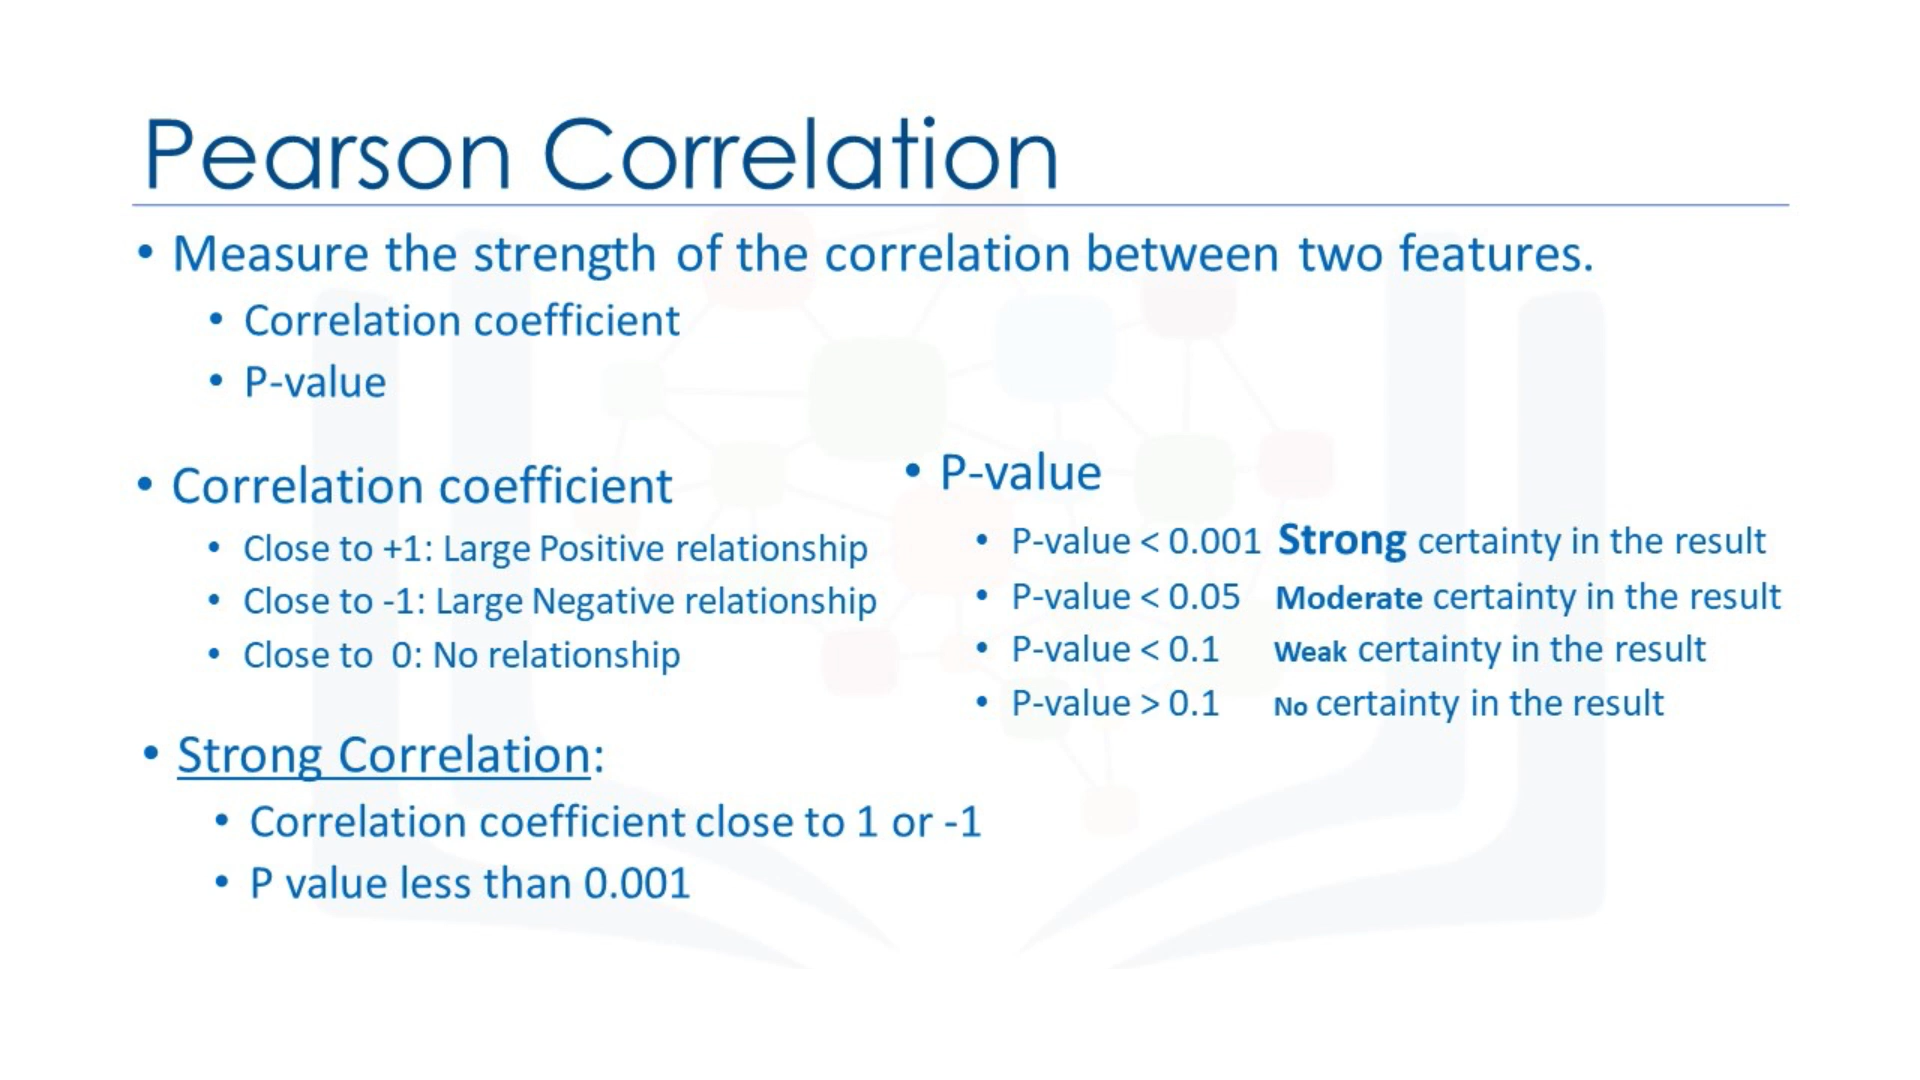 Pearson Correlation
• Measure the strength of the correlation between two features.
• Correlation coefficient
• P-value
• Correlation coefficient
• Close to +1: Large Positive relationship
• Close to -1: Large Negative relationship
• Close to 0: No relationship
• P-value
• P-value < 0.001 Strong certainty in the result
• P-value < 0.05 Moderate certainty in the result
• P-value < 0.1 Weak certainty in the result
• P-value > 0.1 No certainty in the result
• Strong Correlation:
• Correlation coefficient close to 1 or -1
• P value less than 0.001